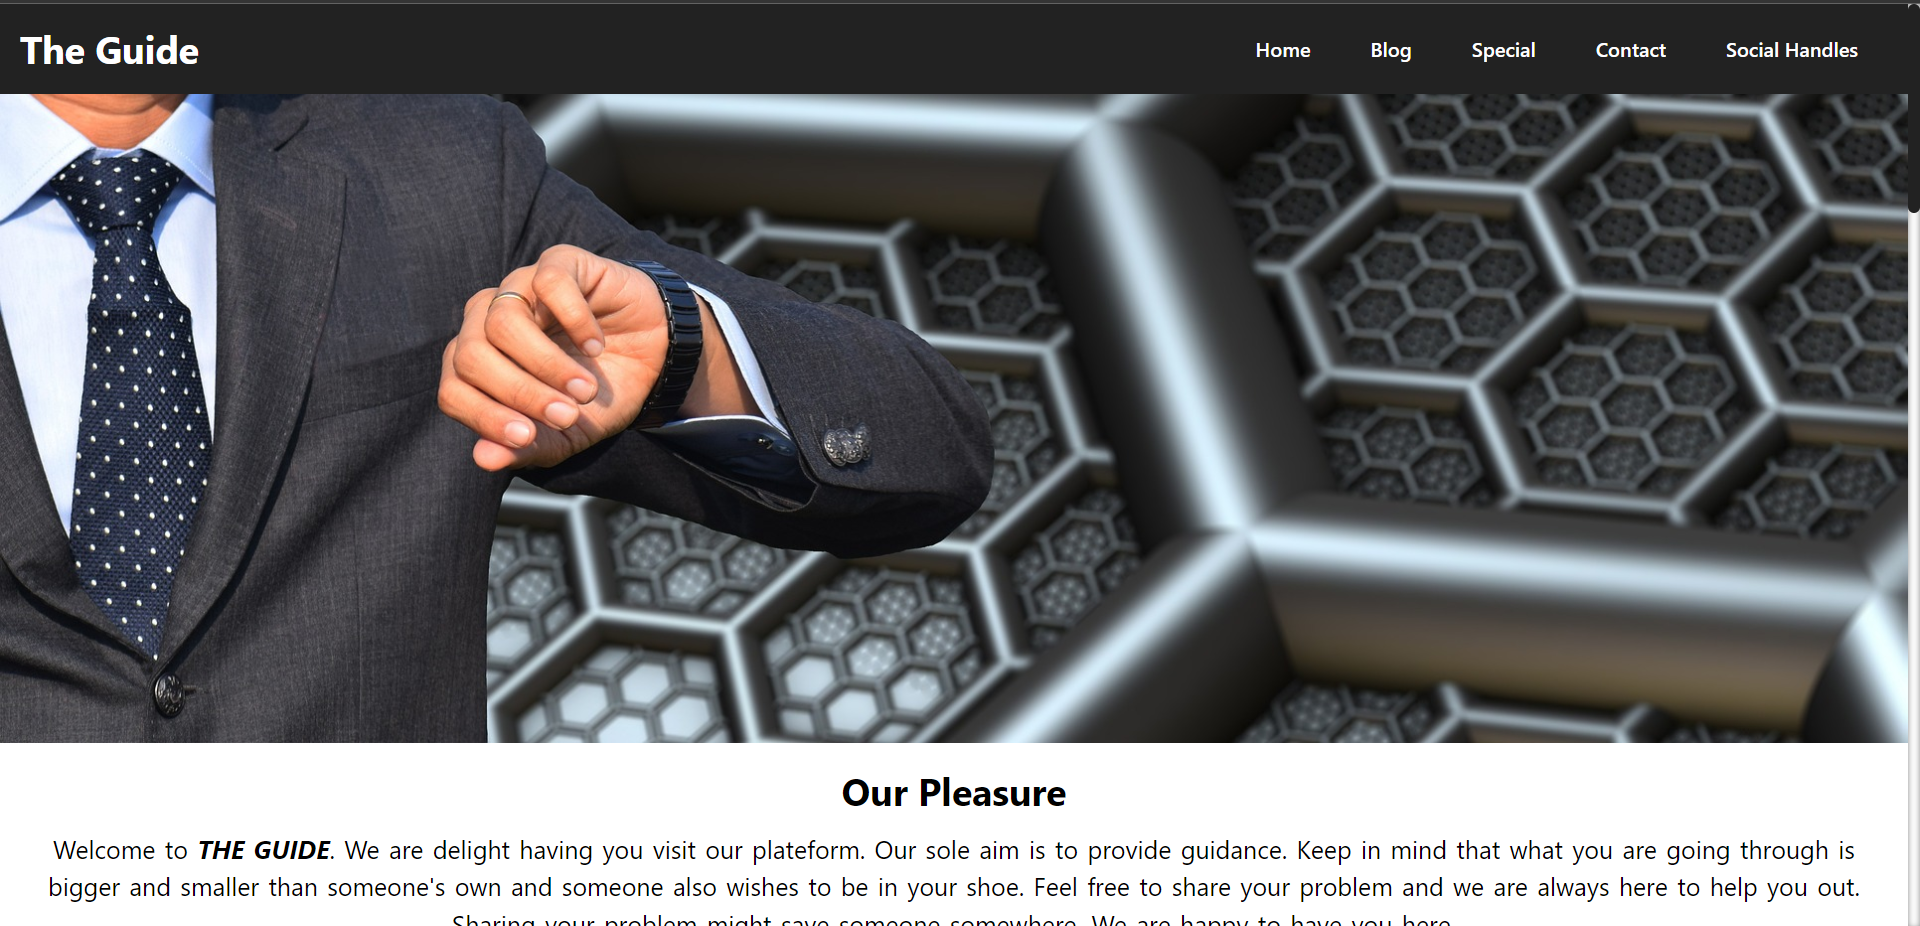 The Guide
Home Blog Special Contact Social Handles
Our Pleasure
Welcome to THE GUIDE. We are delight having you visit our plateform. Our sole aim is to provide guidance. Keep in mind that what you are going through is
bigger and smaller than someone's own and someone also wishes to be in your shoe. Feel free to share your problem and we are always here to help you out.
Sharing your problem might save someone somewhere. We are happy to have you here.